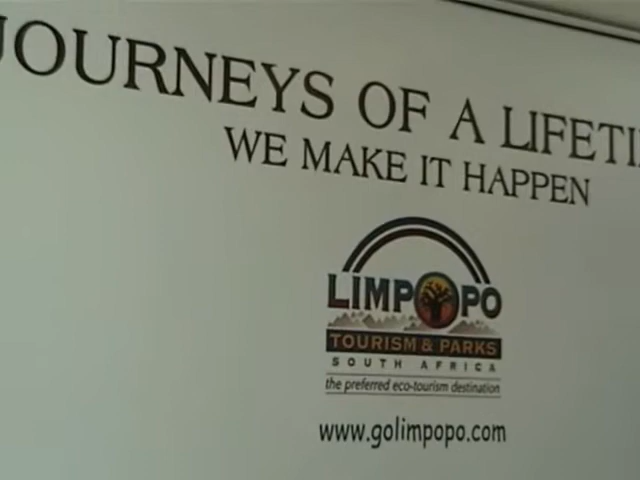 JOURNEYS OF A
WE MAKE IT HAPPEN
LIMPOPO
TOURISM & PARKS
SOUTH AFRICA
the preferred eco-tourism destination
www.golimpopo.com